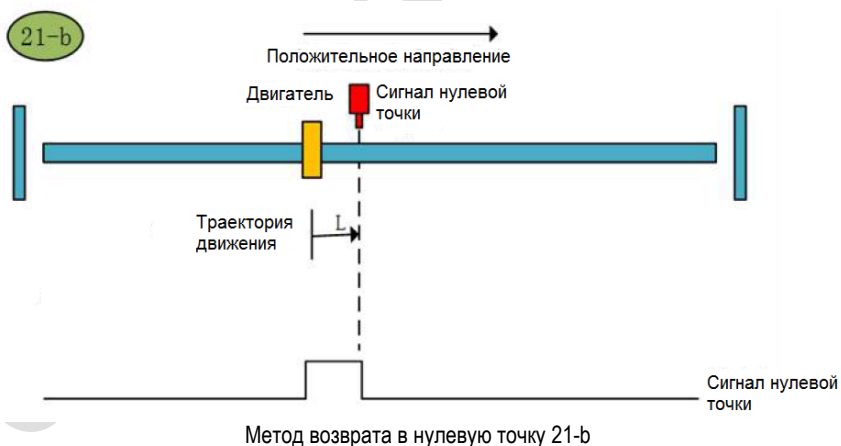 21-b
Положительное направление
Двигатель
Сигнал нулевой
точки
Траектория
движения
L
Сигнал нулевой
точки
Метод возврата в нулевую точку 21-b